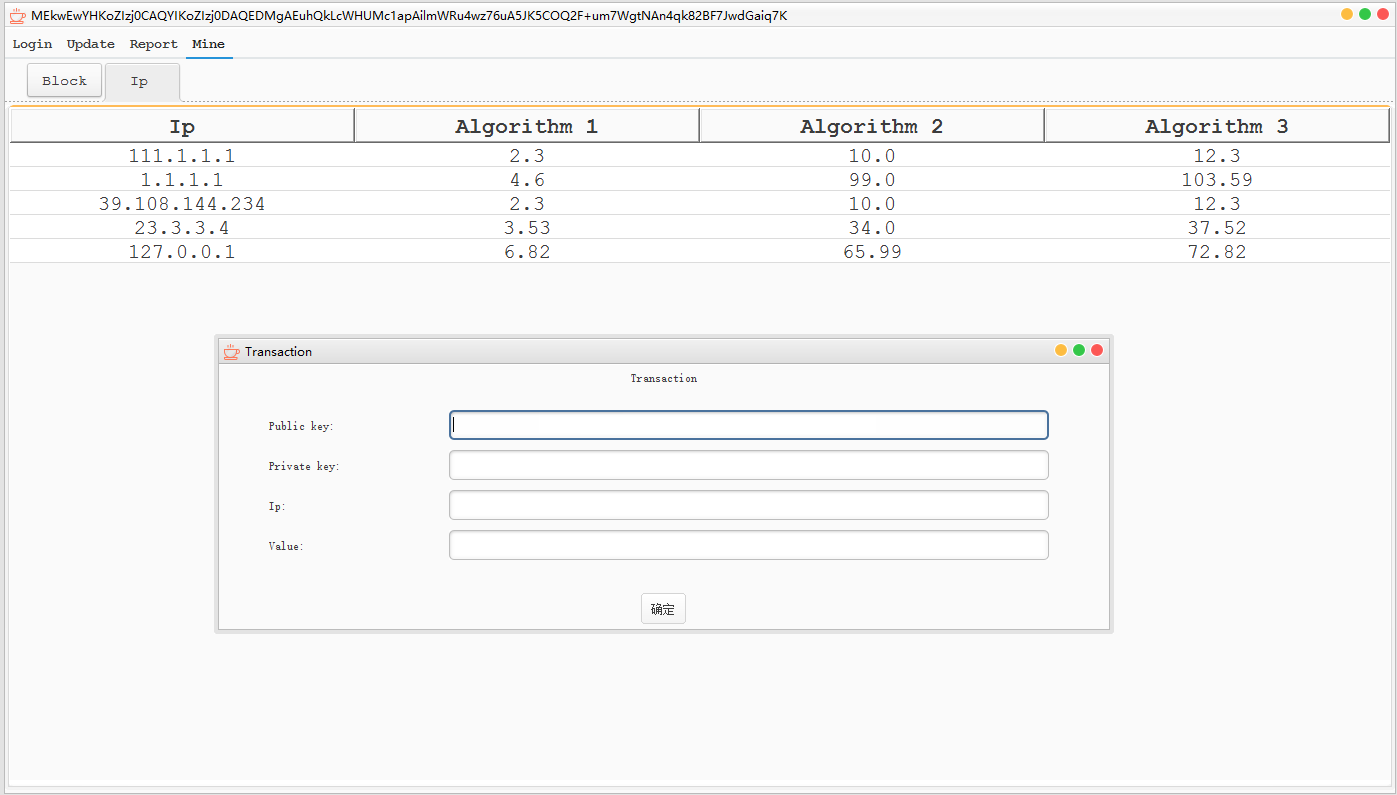 MEkwEwYHKoZIzj0CAQYIKoZIzj0DAQEDMgAEuhQkLcWHUMc1apAilmWRu4wz76uA5JK5COQ2F+um7WgtNAn4qk82BF7JwdGaiq7K
Login Update Report Mine
Block Ip
Ip Algorithm 1 Algorithm 2 Algorithm 3
111.1.1.1 2.3 10.0 12.3
1.1.1.1 4.6 99.0 103.59
39.108.144.234 2.3 10.0 12.3
23.3.3.4 3.53 34.0 37.52
127.0.0.1 6.82 65.99 72.82
Transaction
Transaction
Public key:
Private key:
Ip:
Value:
确定